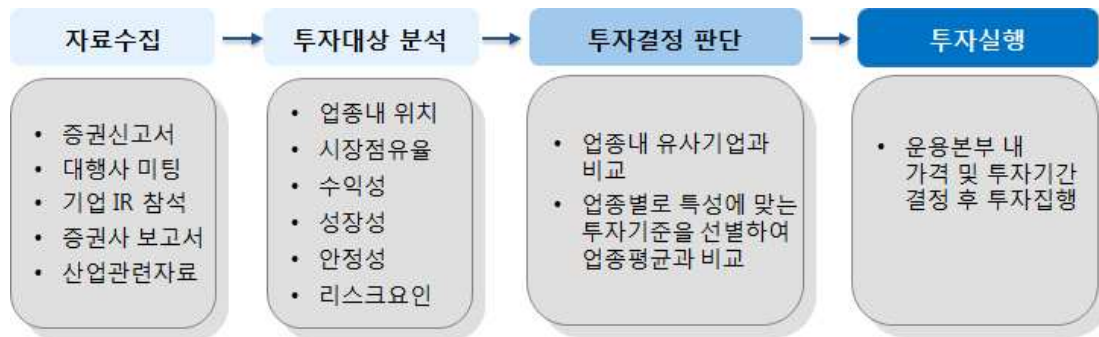 자료수집
투자대상 분석
투자결정 판단
투자실행
• 증권신고서
• 대행사 미팅
• 기업 IR 참석
• 증권사 보고서
• 산업관련자료
• 업종내 위치
• 시장점유율
• 수익성
• 성장성
• 안정성
• 리스크요인
• 업종내 유사기업과
비교
• 업종별로 특성에 맞는
투자기준을 선별하여
업종평균과 비교
• 운용본부 내
가격 및 투자기간
결정 후 투자집행